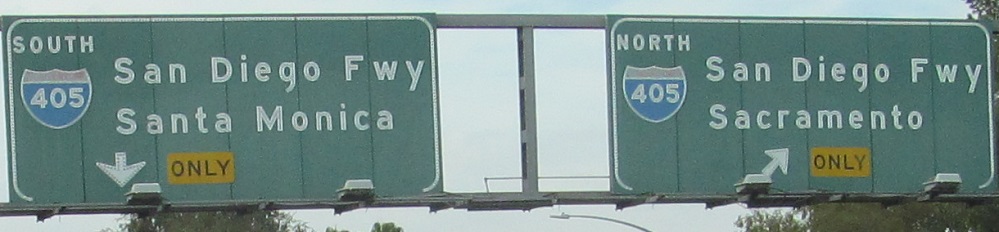 SOUTH
405
San Diego Fwy
Santa Monica
ONLY
NORTH
405
San Diego Fwy
Sacramento
ONLY